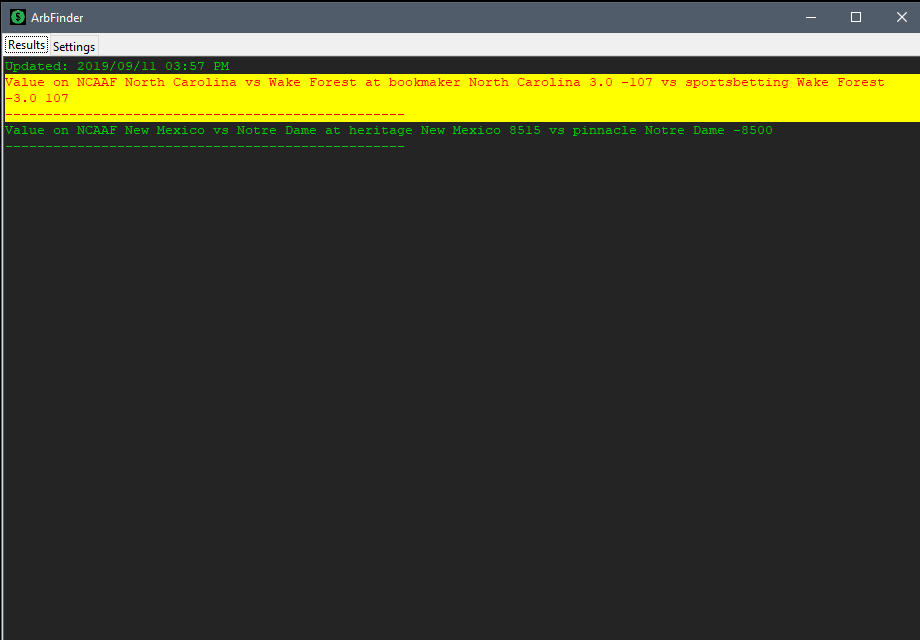 ArbFinder
Results Settings
Updated: 2019/09/11 03:57 PM
Value on NCAAF North Carolina vs Wake Forest at bookmaker North Carolina 3.0 -107 vs sportsbetting Wake Forest
-3.0 107
--------------------------------------------------
Value on NCAAF New Mexico vs Notre Dame at heritage New Mexico 8515 vs pinnacle Notre Dame -8500
--------------------------------------------------